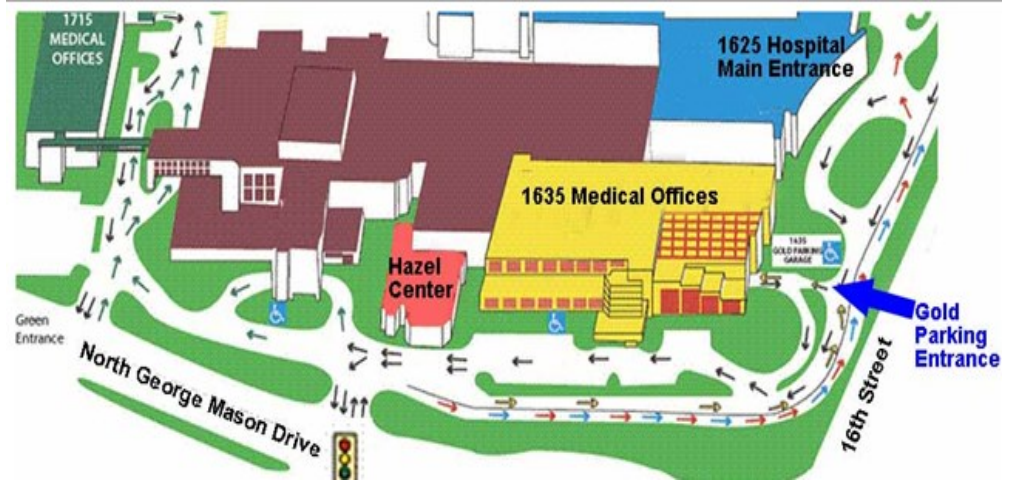 1715
MEDICAL
OFFICES
1625 Hospital
Main Entrance
1635 Medical Offices
1635
GOLD PARKING
GARAGE
Hazel
Center
Gold
Parking
Entrance
Green
Entrance
North George Mason Drive
16th Street